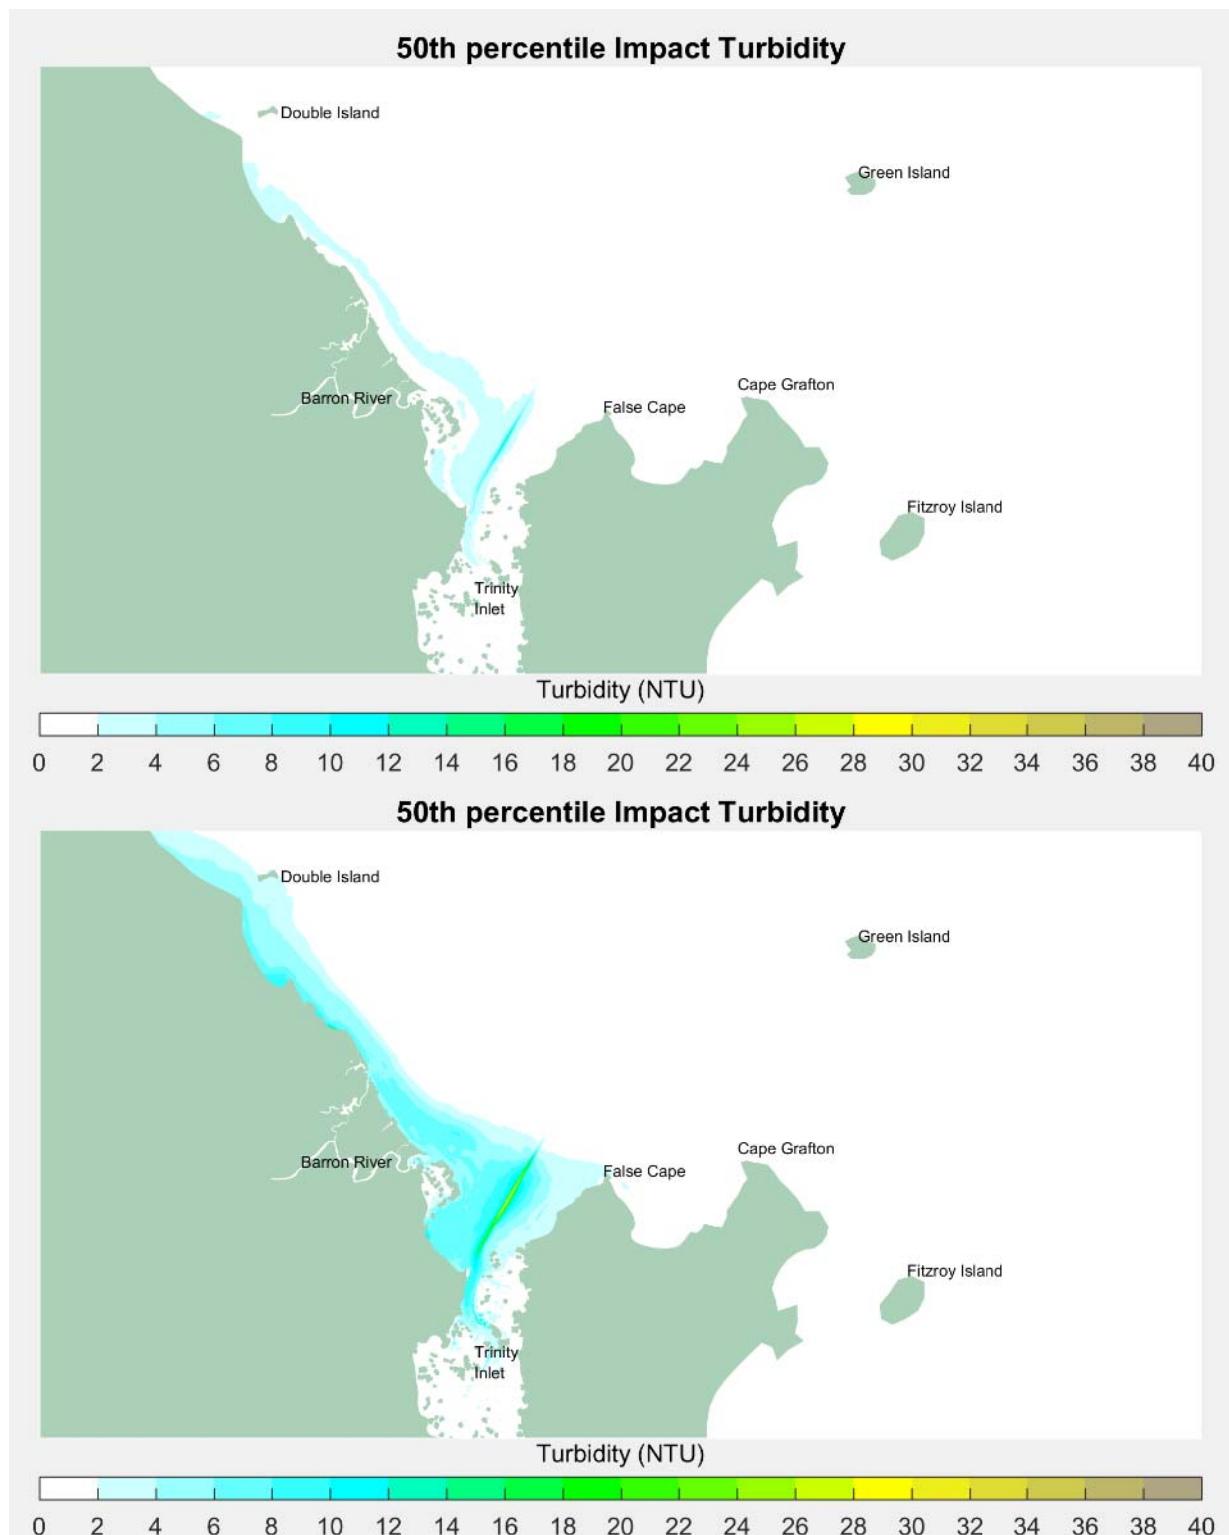 50th percentile Impact Turbidity
Double Island
Green Island
Cape Grafton
Barron River
False Cape
Fitzroy Island
Trinity
Inlet
Turbidity (NTU)
0 2 4 6 8 10 12 14 16 18 20 22 24 26 28 30 32 34 36 38 40
50th percentile Impact Turbidity
Double Island
Green Island
Cape Grafton
Barron River
False Cape
Fitzroy Island
Trinity
Inlet
Turbidity (NTU)
0 2 4 6 8 10 12 14 16 18 20 22 24 26 28 30 32 34 36 38 40